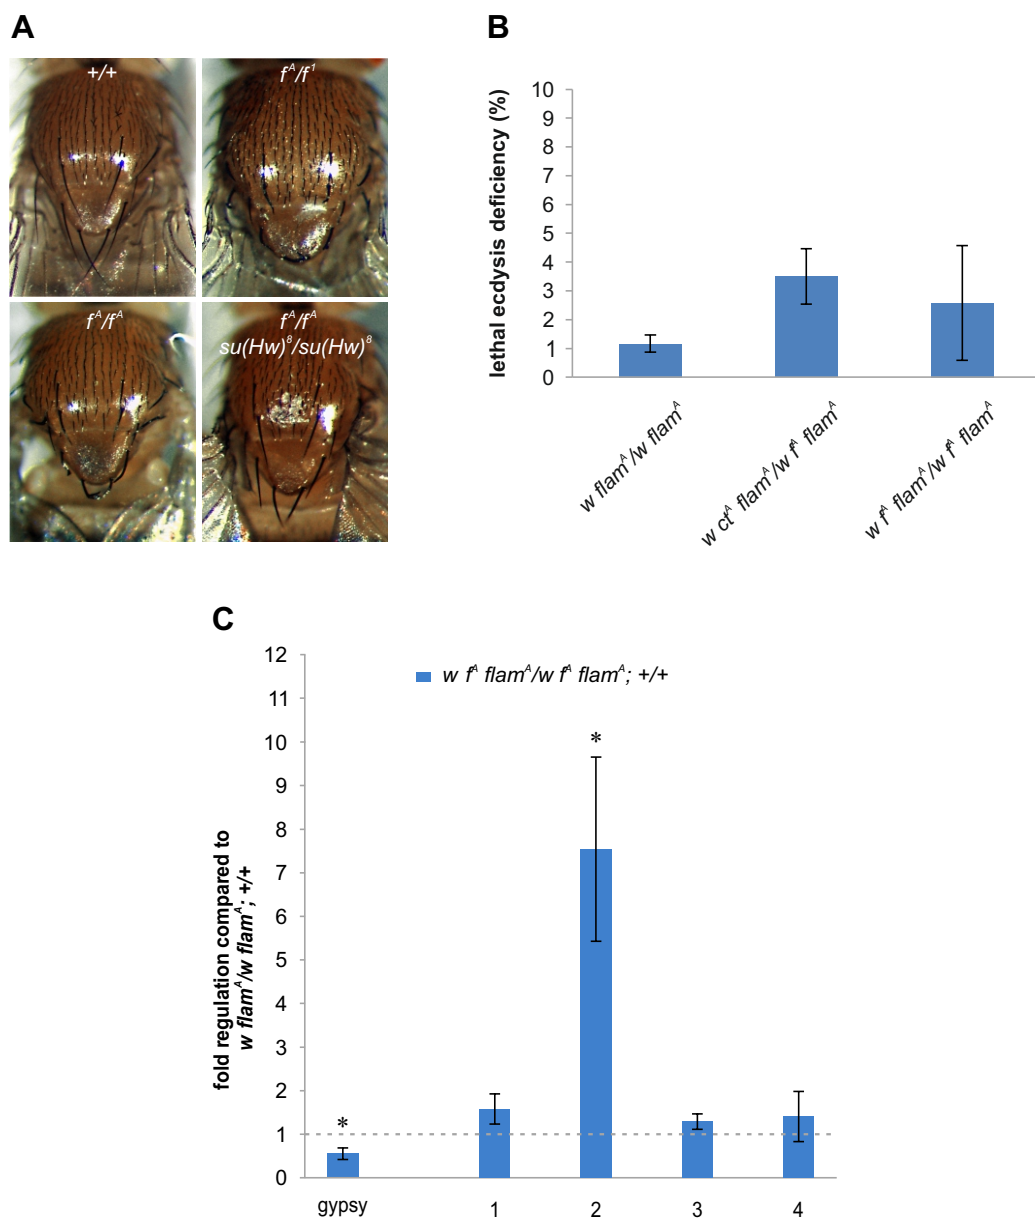 A
+/+
f^A/f^1
f^A/f^A
f^A/f^A
su(Hw)^8/su(Hw)^8
B
lethal ecdysis deficiency (%)
10
9
8
7
6
5
4
3
2
1
0
w flam^A/w flam^A
w ct^A flam^A/w f^A flam^A
w f^A flam^A/w f^A flam^A
C
fold regulation compared to
w flam^A/w flam^A; +/+
w f^A flam^A/w f^A flam^A; +/+
12
11
10
9
8
7
6
5
4
3
2
1
0
*
*
gypsy 1 2 3 4